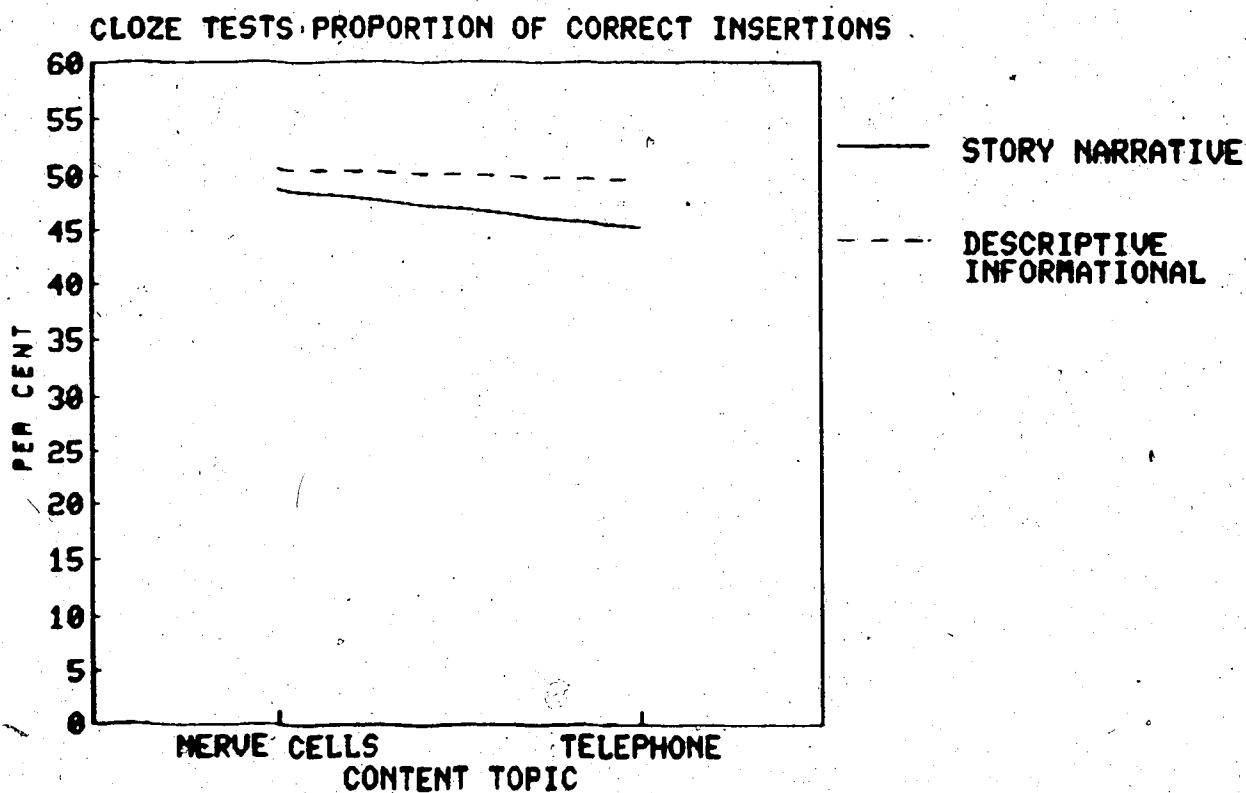 CLOZE TESTS PROPORTION OF CORRECT INSERTIONS
60
55
50
45
40
35
30
25
20
15
10
5
0
PER CENT
STORY NARRATIVE
DESCRIPTIVE
INFORMATIONAL
NERVE CELLS TELEPHONE
CONTENT TOPIC